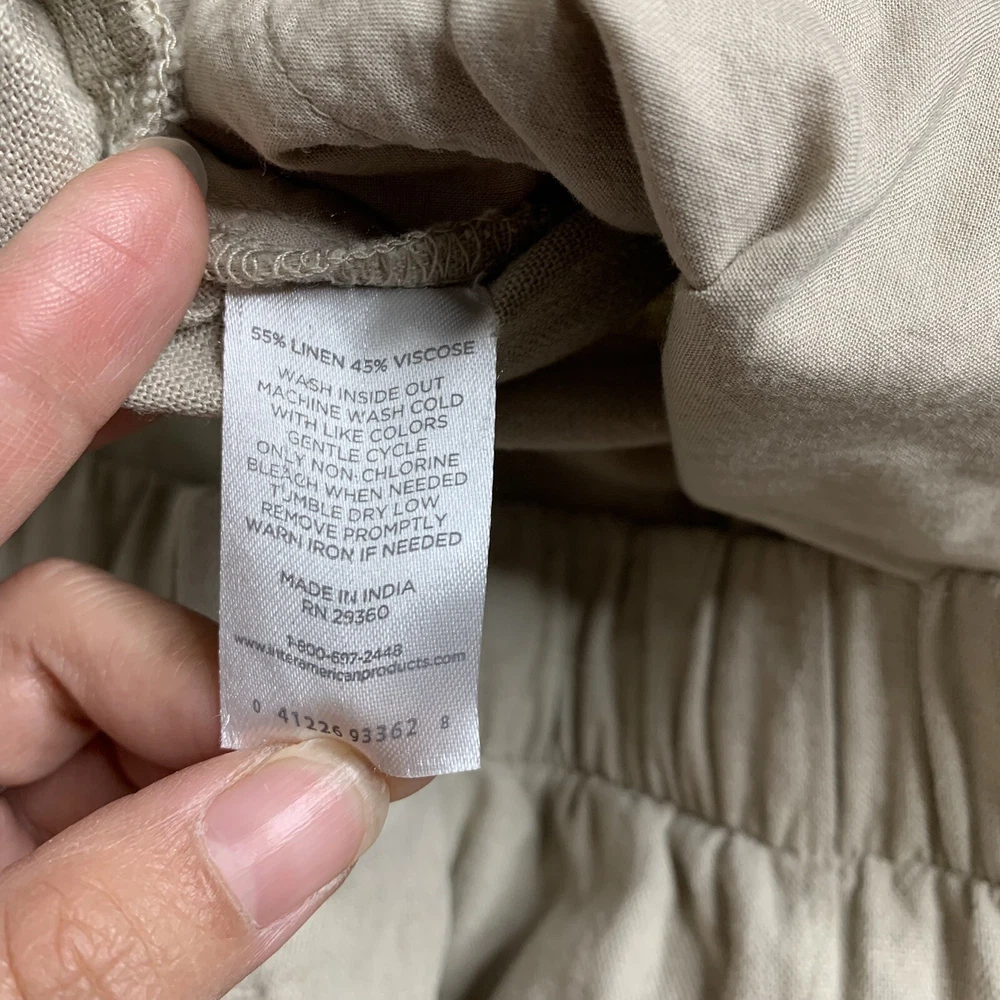 55% LINEN 45% VISCOSE
WASH INSIDE OUT
MACHINE WASH COLD
WITH LIKE COLORS
GENTLE CYCLE
ONLY NON-CHLORINE
BLEACH WHEN NEEDED
TUMBLE DRY LOW
REMOVE PROMPTLY
WARN IRON IF NEEDED
MADE IN INDIA
RN 29360
1-800-697-2448
www.interamericanproducts.com
0 41226 93362 8